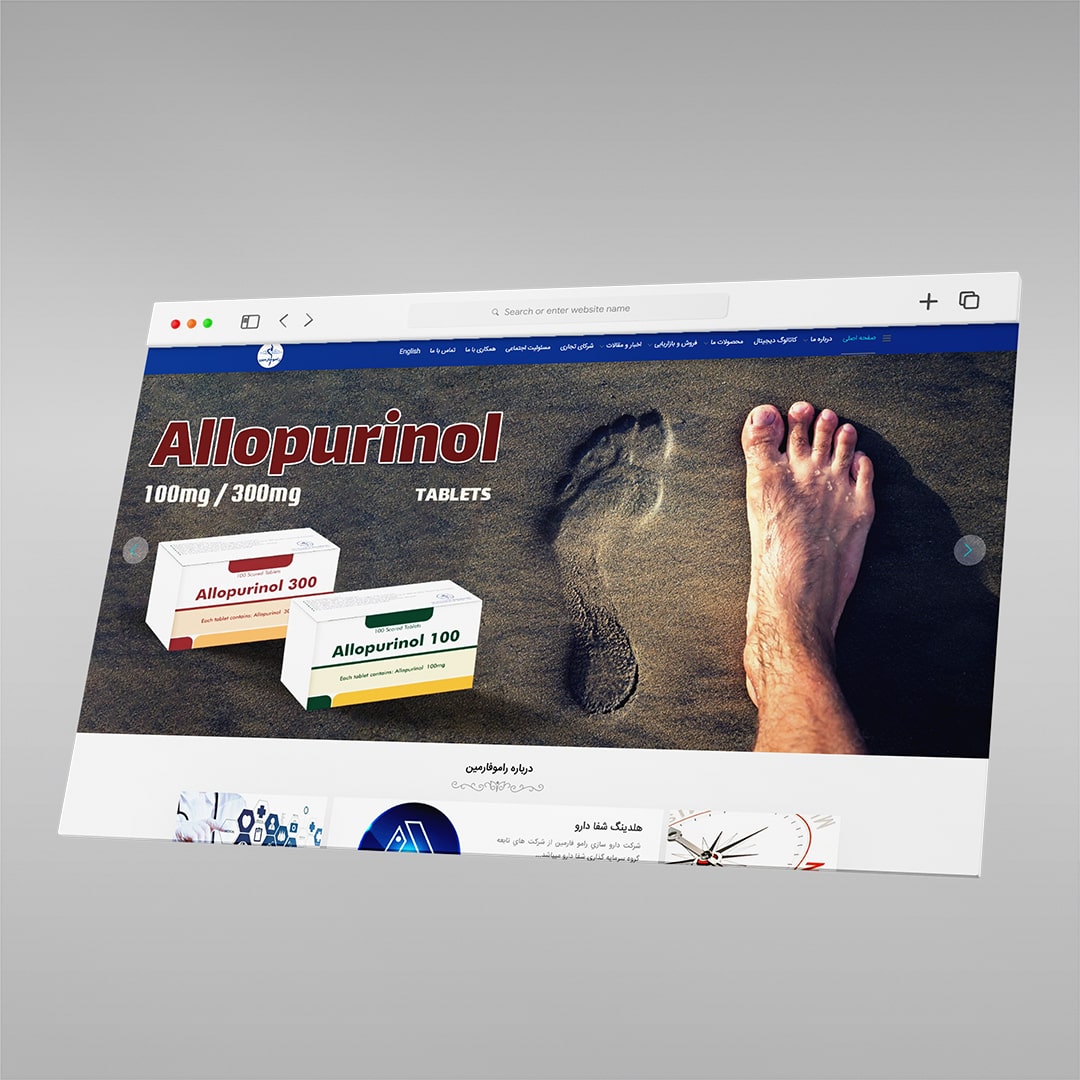 Search or enter website name
صفحه اصلی درباره ما کاتالوگ دیجیتال محصولات ما فروش و بازاریابی اخبار و مقالات شرکای تجاری مسئولیت اجتماعی همکاری با ما تماس با ما English
Allopurinol
100mg / 300mg TABLETS
100 Scored Tablets
Allopurinol 300
Each tablet contains: Allopurinol
100 Scored Tablets
Allopurinol 100
Each tablet contains: Allopurinol 100mg
درباره راموفارمین
هلدینگ شفا دارو
شرکت دارو سازی رامو فارمین از شرکت های تابعه
گروه سرمایه گذاری شفا دارو میباشد...